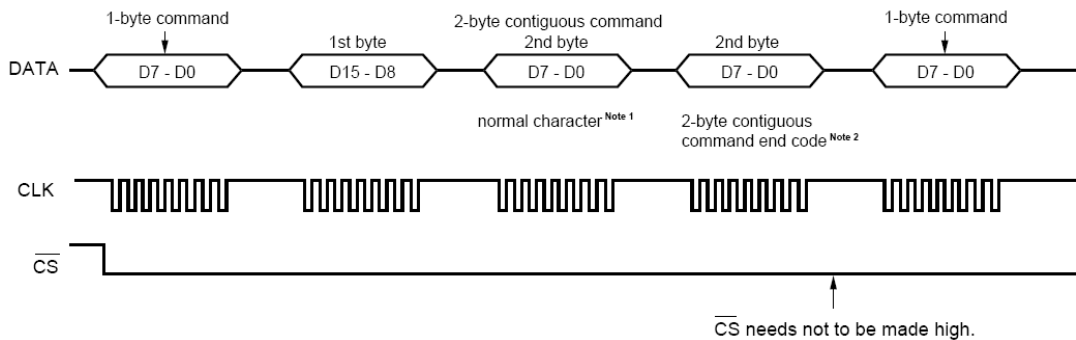 1-byte command
2-byte contiguous command
1-byte command
1st byte
2nd byte
2nd byte
DATA
D7 - D0
D15 - D8
D7 - D0
D7 - D0
D7 - D0
normal character Note 1
2-byte contiguous
command end code Note 2
CLK
CS
CS needs not to be made high.